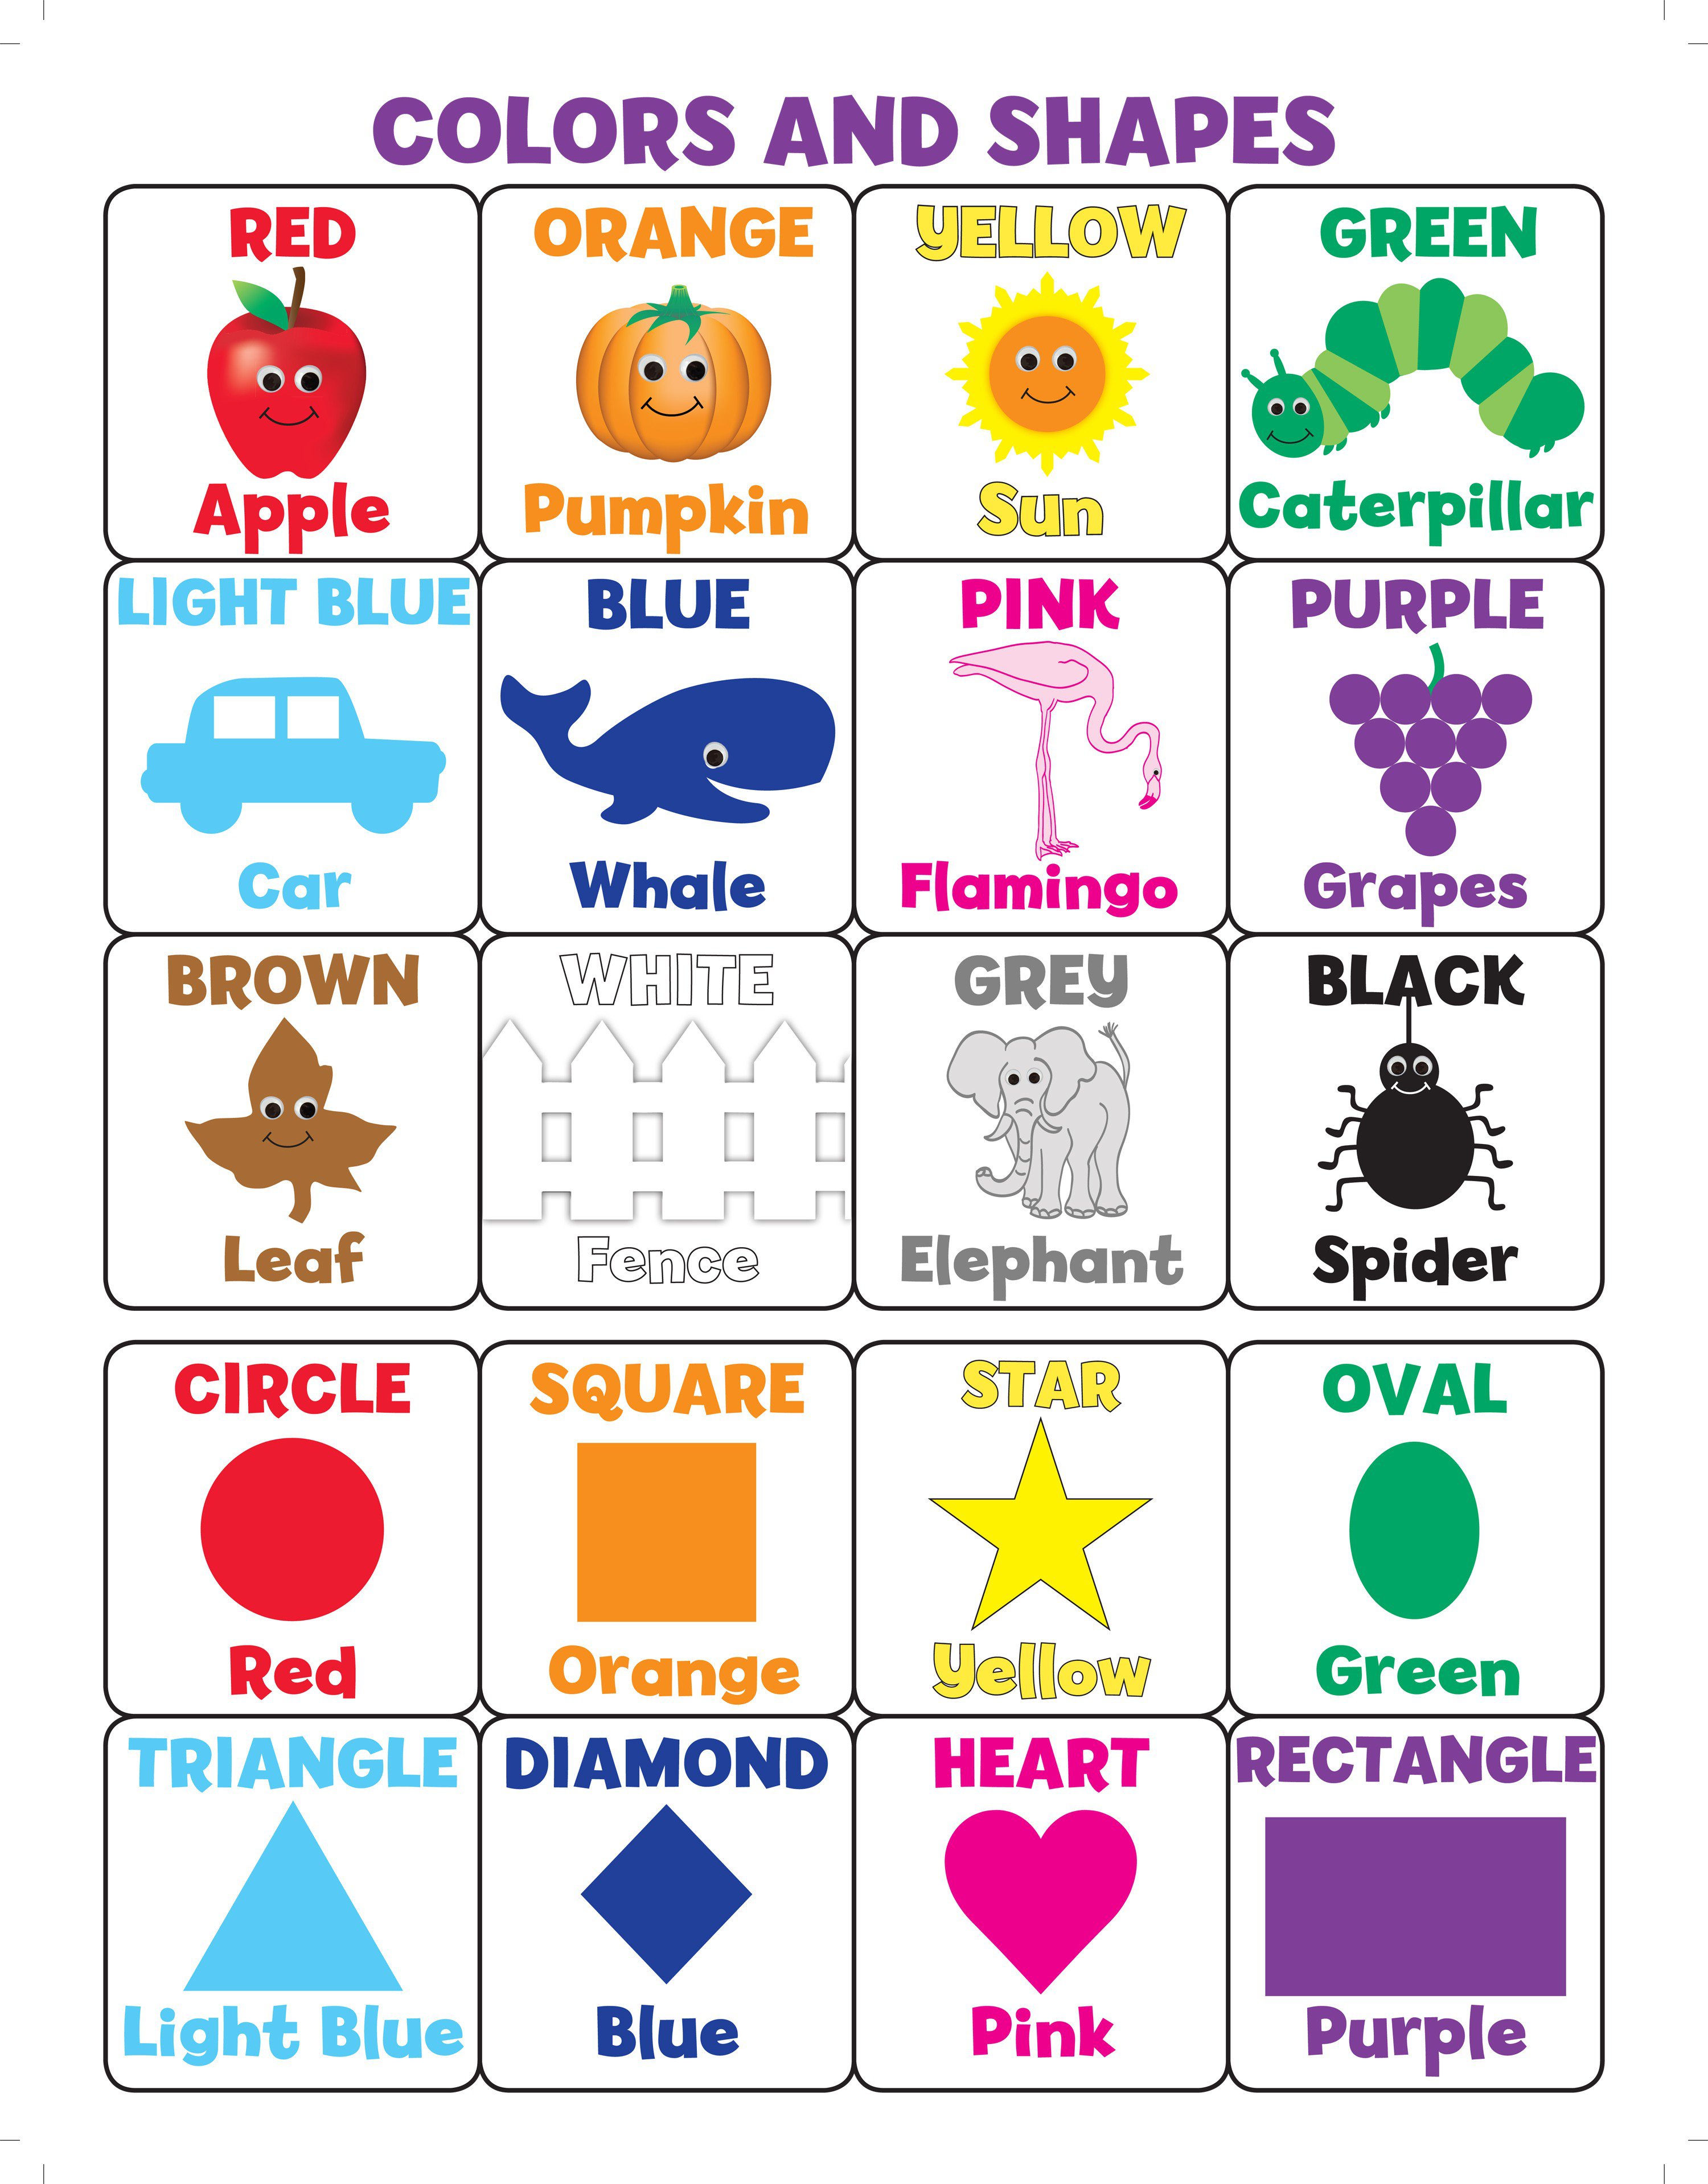 COLORS AND SHAPES
RED
Apple
ORANGE
Pumpkin
YELLOW
Sun
GREEN
Caterpillar
LIGHT BLUE
Car
BLUE
Whale
PINK
Flamingo
PURPLE
Grapes
BROWN
Leaf
WHITE
Fence
GREY
Elephant
BLACK
Spider
CIRCLE
Red
SQUARE
Orange
STAR
Yellow
OVAL
Green
TRIANGLE
Light Blue
DIAMOND
Blue
HEART
Pink
RECTANGLE
Purple